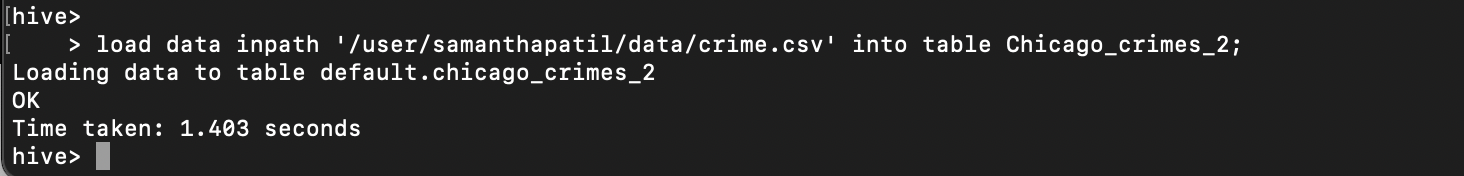 [hive>
[    > load data inpath '/user/samanthapatil/data/crime.csv' into table Chicago_crimes_2;
Loading data to table default.chicago_crimes_2
OK
Time taken: 1.403 seconds
hive>